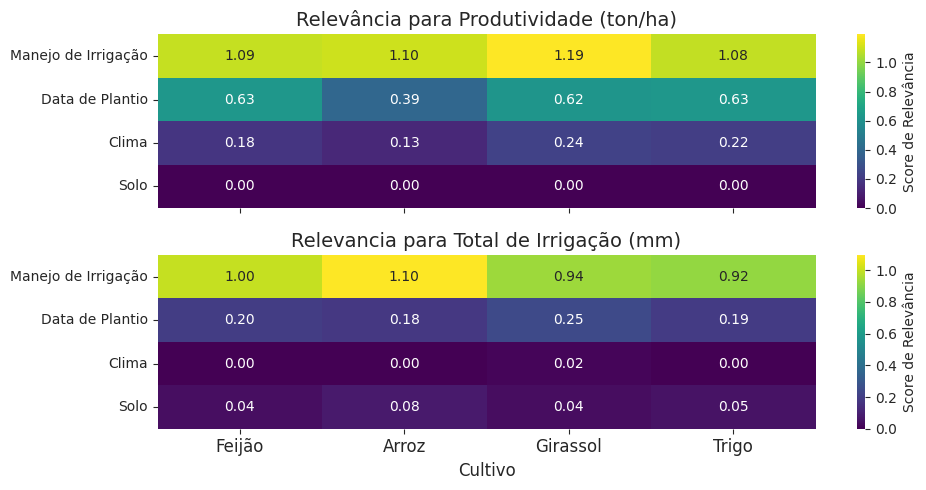 Relevância para Produtividade (ton/ha)
Manejo de Irrigação 1.09 1.10 1.19 1.08
Data de Plantio 0.63 0.39 0.62 0.63
Clima 0.18 0.13 0.24 0.22
Solo 0.00 0.00 0.00 0.00
1.0
0.8
0.6
0.4
0.2
0.0
Score de Relevância
Relevancia para Total de Irrigação (mm)
Manejo de Irrigação 1.00 1.10 0.94 0.92
Data de Plantio 0.20 0.18 0.25 0.19
Clima 0.00 0.00 0.02 0.00
Solo 0.04 0.08 0.04 0.05
Feijão Arroz Girassol Trigo
Cultivo
1.0
0.8
0.6
0.4
0.2
0.0
Score de Relevância